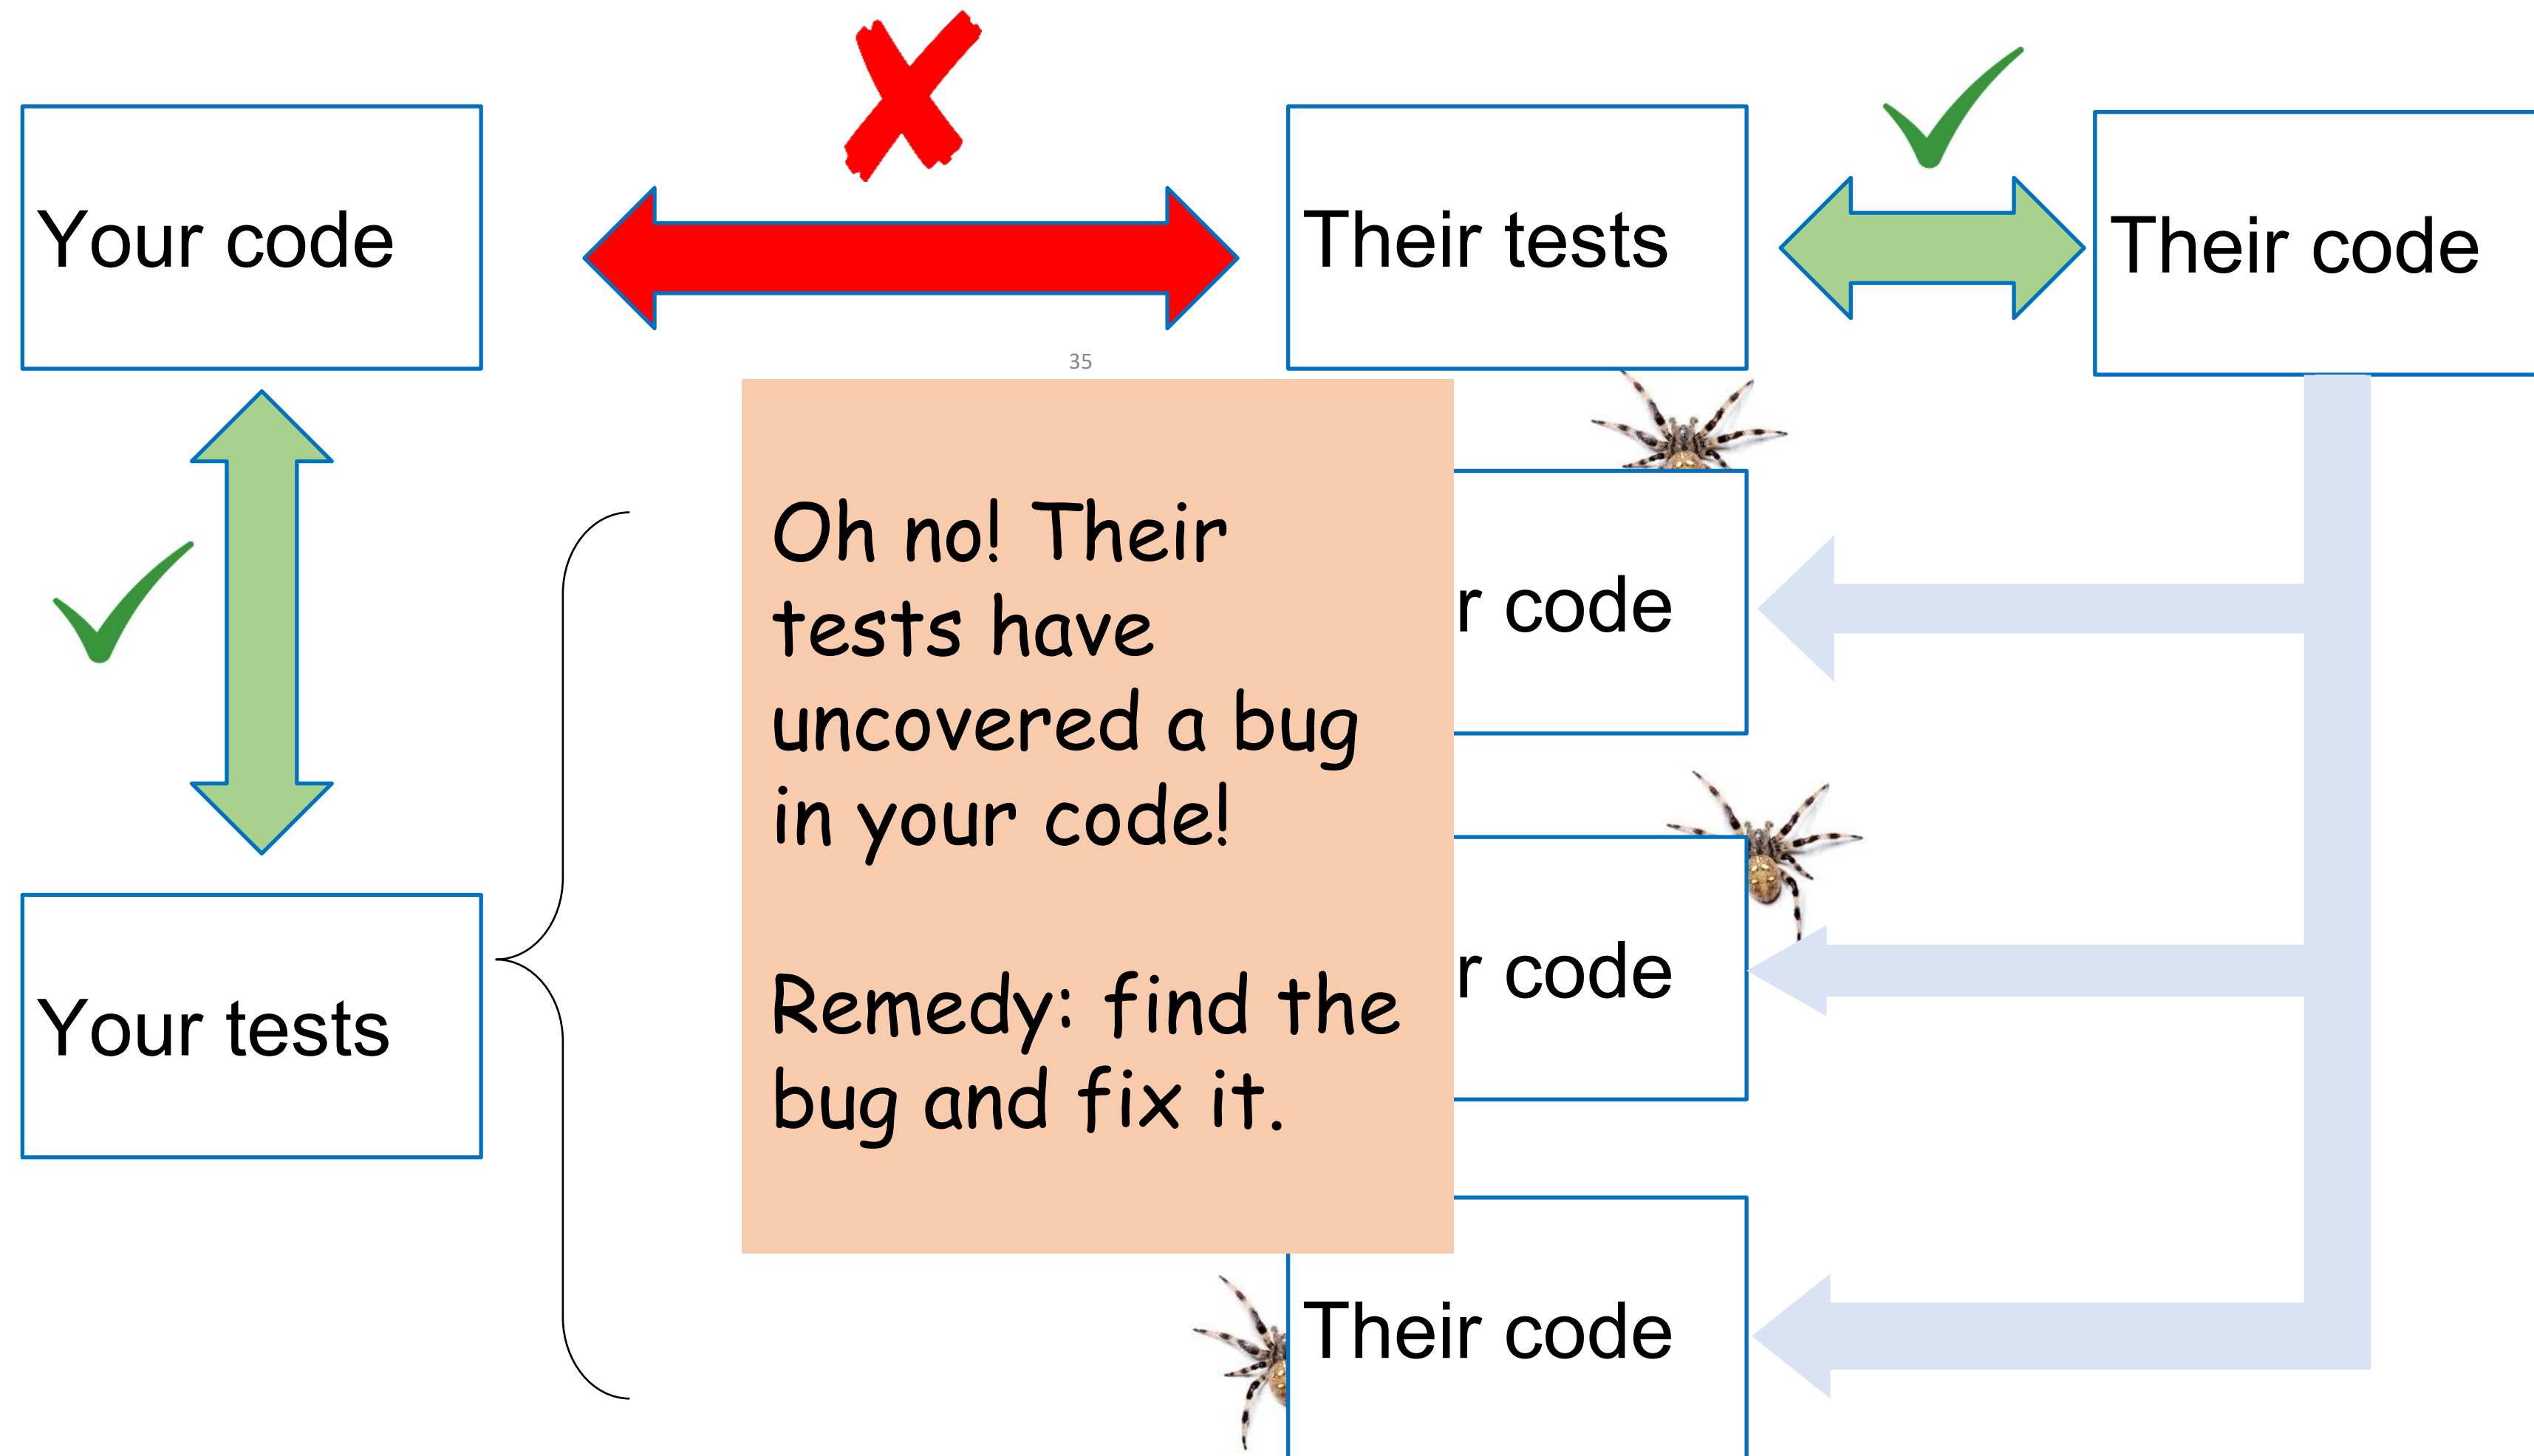 Your code
Their tests
Their code
35
Oh no! Their
tests have
uncovered a bug
in your code!
Remedy: find the
bug and fix it.
r code
r code
Their code
Your tests